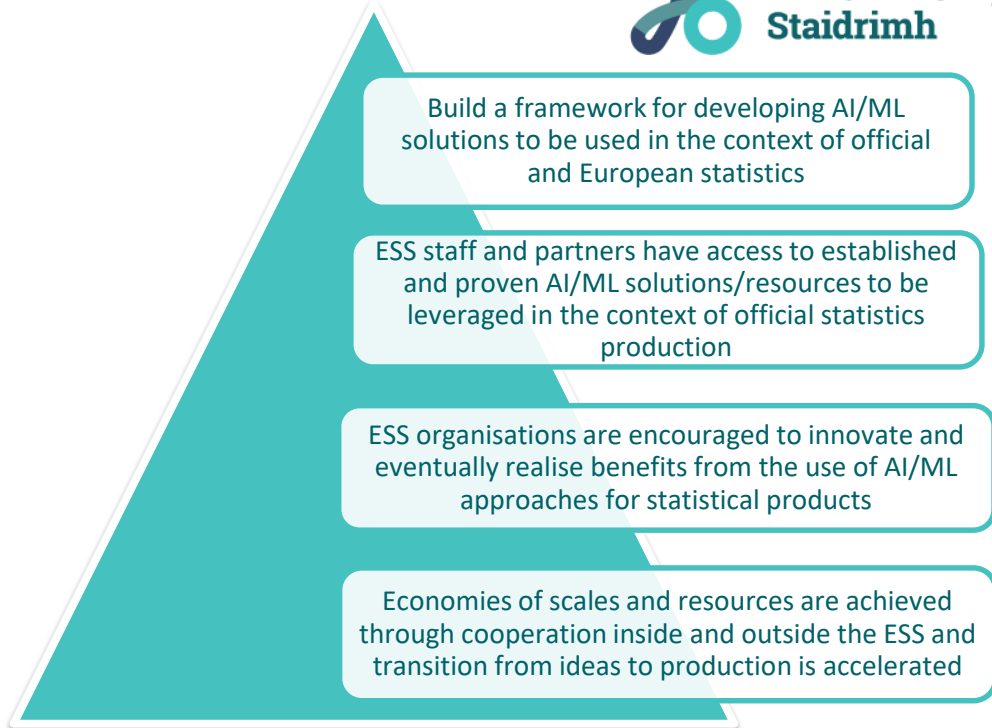 Staidrimh
Build a framework for developing AI/ML
solutions to be used in the context of official
and European statistics
ESS staff and partners have access to established
and proven AI/ML solutions/resources to be
leveraged in the context of official statistics
production
ESS organisations are encouraged to innovate and
eventually realise benefits from the use of AI/ML
approaches for statistical products
Economies of scales and resources are achieved
through cooperation inside and outside the ESS and
transition from ideas to production is accelerated